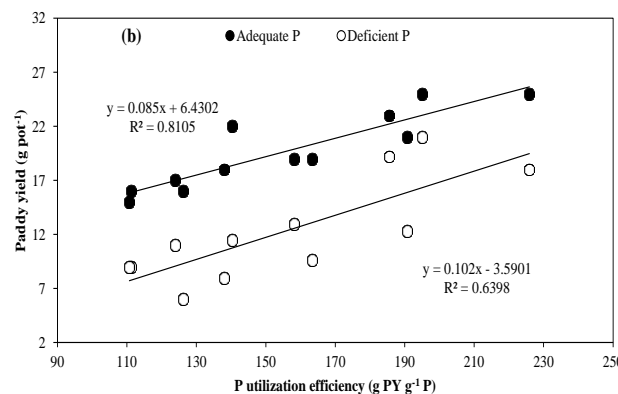 32
27
22
17
12
7
2
Paddy yield (g pot⁻¹)
(b)
●Adequate P ○Deficient P
y = 0.085x + 6.4302
R² = 0.8105
y = 0.102x - 3.5901
R² = 0.6398
90 110 130 150 170 190 210 230 250
P utilization efficiency (g PY g⁻¹ P)